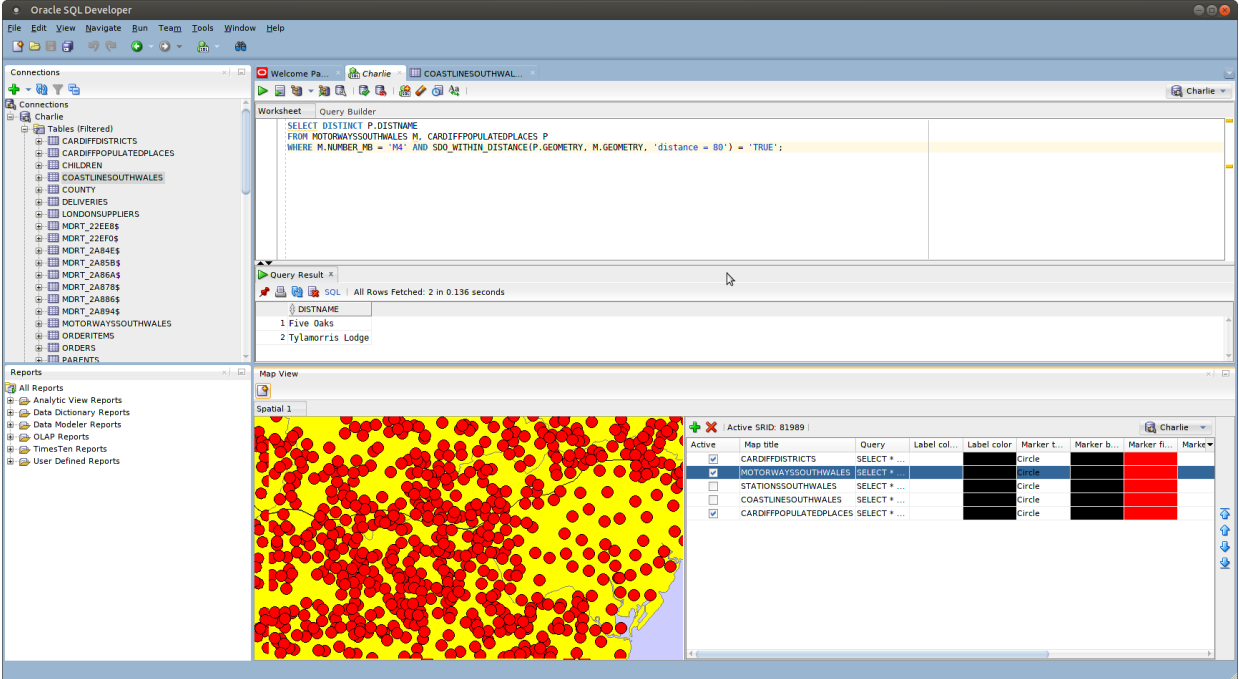 Oracle SQL Developer
File Edit View Navigate Run Team Tools Window Help
Connections
Connections
Charlie
Tables (Filtered)
CARDIFFDISTRICTS
CARDIFFPOPULATEDPLACES
CHILDREN
COASTLINESOUTHWALES
COUNTY
DELIVERIES
LONDONSUPPLIERS
MDRT_22EE8$
MDRT_22EF0$
MDRT_2A84E$
MDRT_2A85B$
MDRT_2A86A$
MDRT_2A878$
MDRT_2A886$
MDRT_2A894$
MOTORWAYSSOUTHWALES
ORDERITEMS
ORDERS
PARENTS
Reports
All Reports
Analytic View Reports
Data Dictionary Reports
Data Modeler Reports
OLAP Reports
TimesTen Reports
User Defined Reports
Welcome Pa... Charlie COASTLINESOUTHWAL...
Charlie
Worksheet Query Builder
SELECT DISTINCT P.DISTNAME
FROM MOTORWAYSSOUTHWALES M, CARDIFFPOPULATEDPLACES P
WHERE M.NUMBER_MB = 'M4' AND SDO_WITHIN_DISTANCE(P.GEOMETRY, M.GEOMETRY, 'distance = 80') = 'TRUE';
Query Result x
SQL | All Rows Fetched: 2 in 0.136 seconds
DISTNAME
1 Five Oaks
2 Tylamorris Lodge
Map View
Spatial 1
Active SRID: 81989 Charlie
Active Map title Query Label col... Label color Marker t... Marker b... Marker fi... Marke
CARDIFFDISTRICTS SELECT * ... Circle
MOTORWAYSSOUTHWALES SELECT * ... Circle
STATIONSSOUTHWALES SELECT * ... Circle
COASTLINESOUTHWALES SELECT * ... Circle
CARDIFFPOPULATEDPLACES SELECT * ... Circle